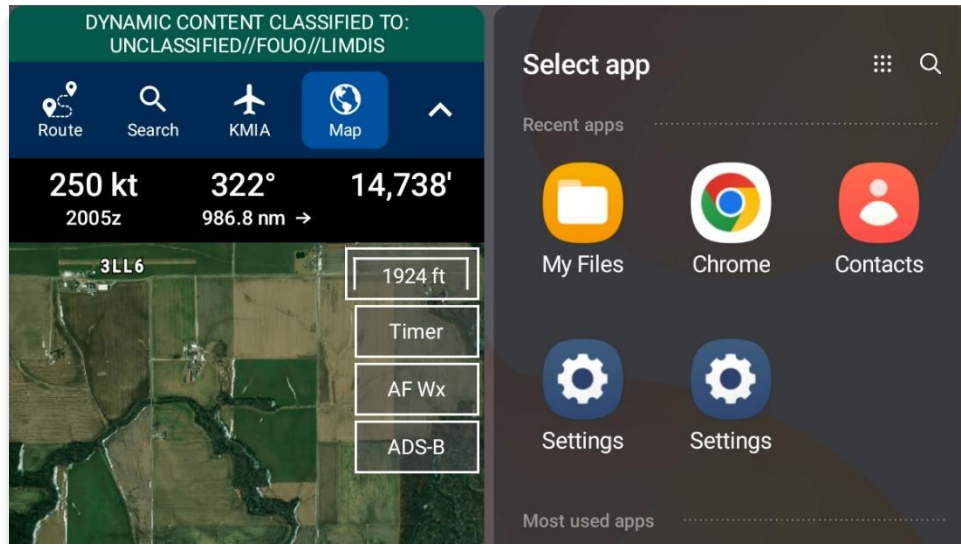 DYNAMIC CONTENT CLASSIFIED TO:
UNCLASSIFIED//FOUO//LIMDIS
Route
Search
KMIA
Map
250 kt
322°
14,738'
2005z
986.8 nm →
3LL6
1924 ft
Timer
AF Wx
ADS-B
Select app
Recent apps
My Files
Chrome
Contacts
Settings
Settings
Most used apps